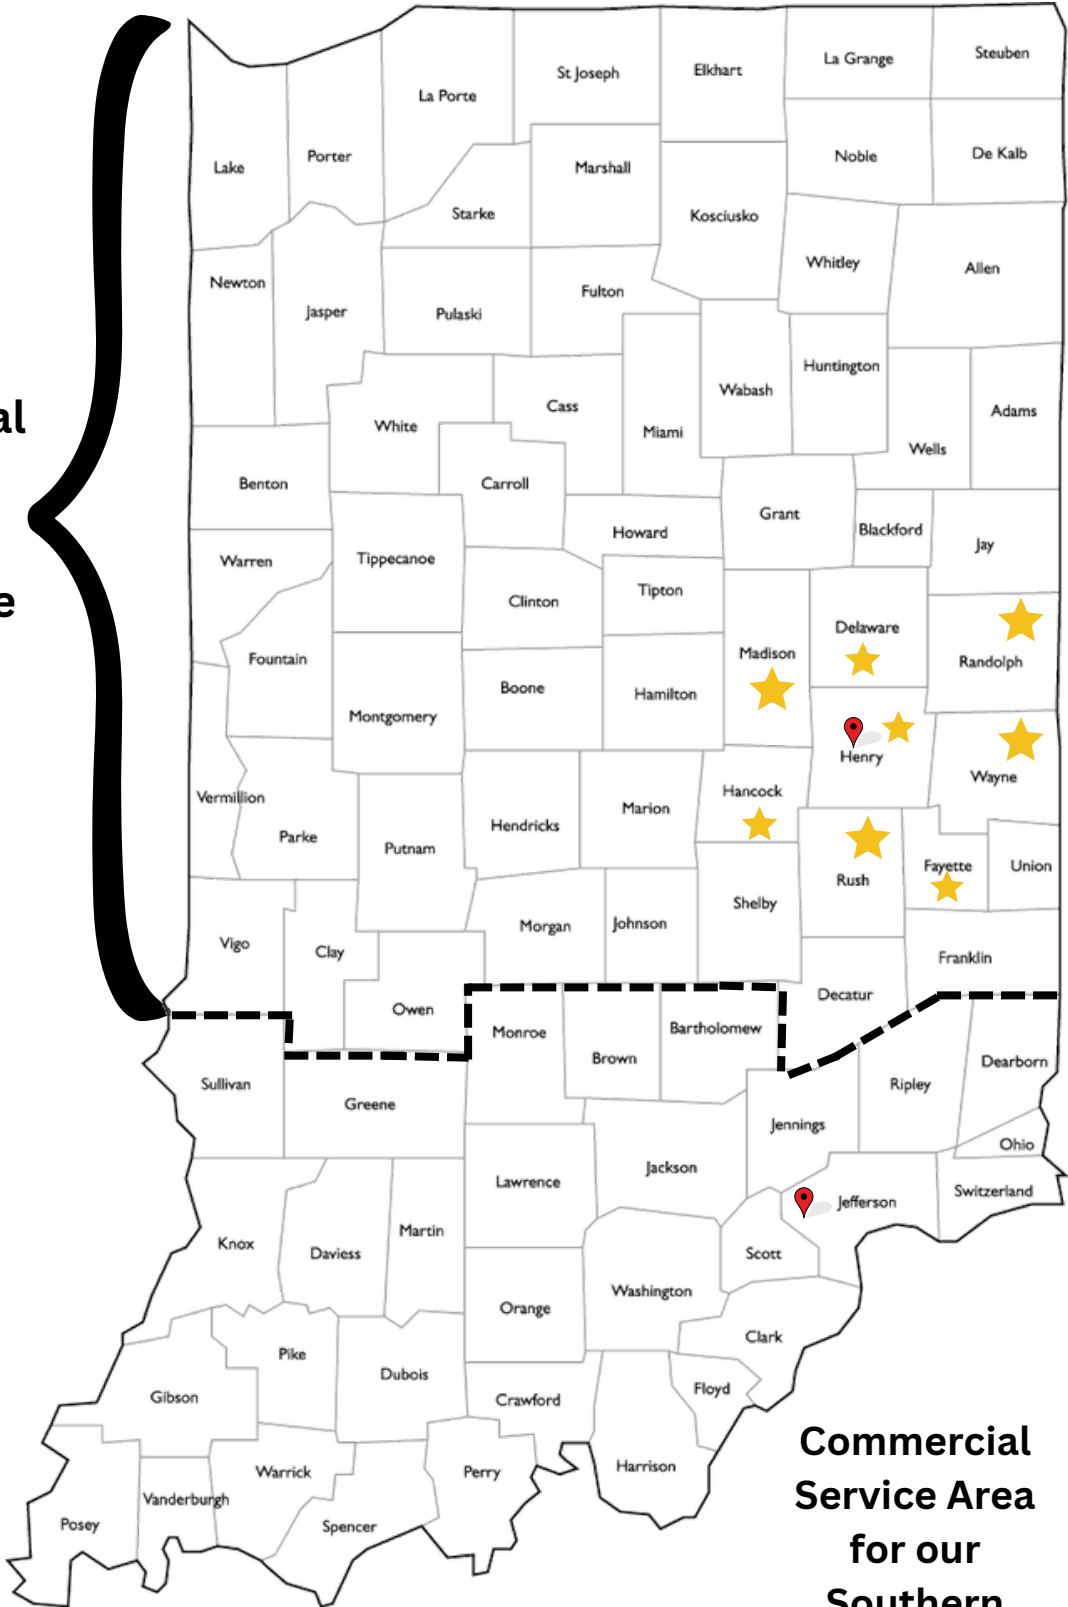 Steuben
La Grange
Elkhart
St Joseph
La Porte
Porter
Lake
De Kalb
Noble
Marshall
Starke
Kosciusko
Whitley
Allen
Newton
Jasper
Pulaski
Fulton
Huntington
Wabash
Adams
Cass
White
Miami
Wells
al
Benton
Carroll
Grant
Blackford
Howard
Jay
Warren
Tippecanoe
Tipton
Clinton
e
Delaware
Madison
Randolph
Fountain
Boone
Hamilton
Montgomery
Henry
Wayne
Hancock
Vermillion
Marion
Hendricks
Parke
Putnam
Rush
Fayette
Union
Shelby
Morgan
Johnson
Vigo
Clay
Franklin
Decatur
Owen
Monroe
Bartholomew
Brown
Dearborn
Sullivan
Ripley
Greene
Jennings
Ohio
Jackson
Lawrence
Switzerland
Jefferson
Martin
Knox
Daviess
Scott
Washington
Orange
Clark
Pike
Dubois
Floyd
Gibson
Crawford
Harrison
Warrick
Perry
Vanderburgh
Posey
Spencer
Commercial
Service Area
for our
Southern